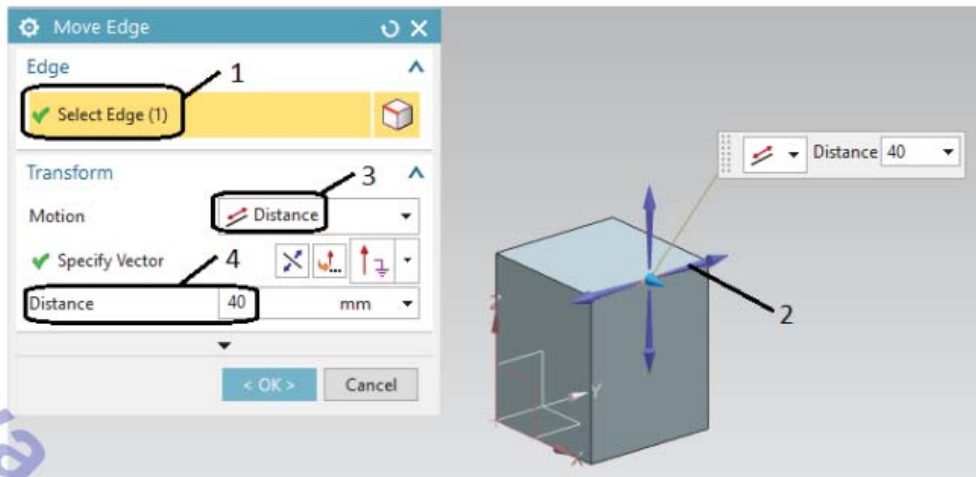 Move Edge
Edge
1
Select Edge (1)
Transform
3
Motion
Distance
Specify Vector
4
Distance 40 mm
< OK > Cancel
Distance 40
2
Z
Y
X